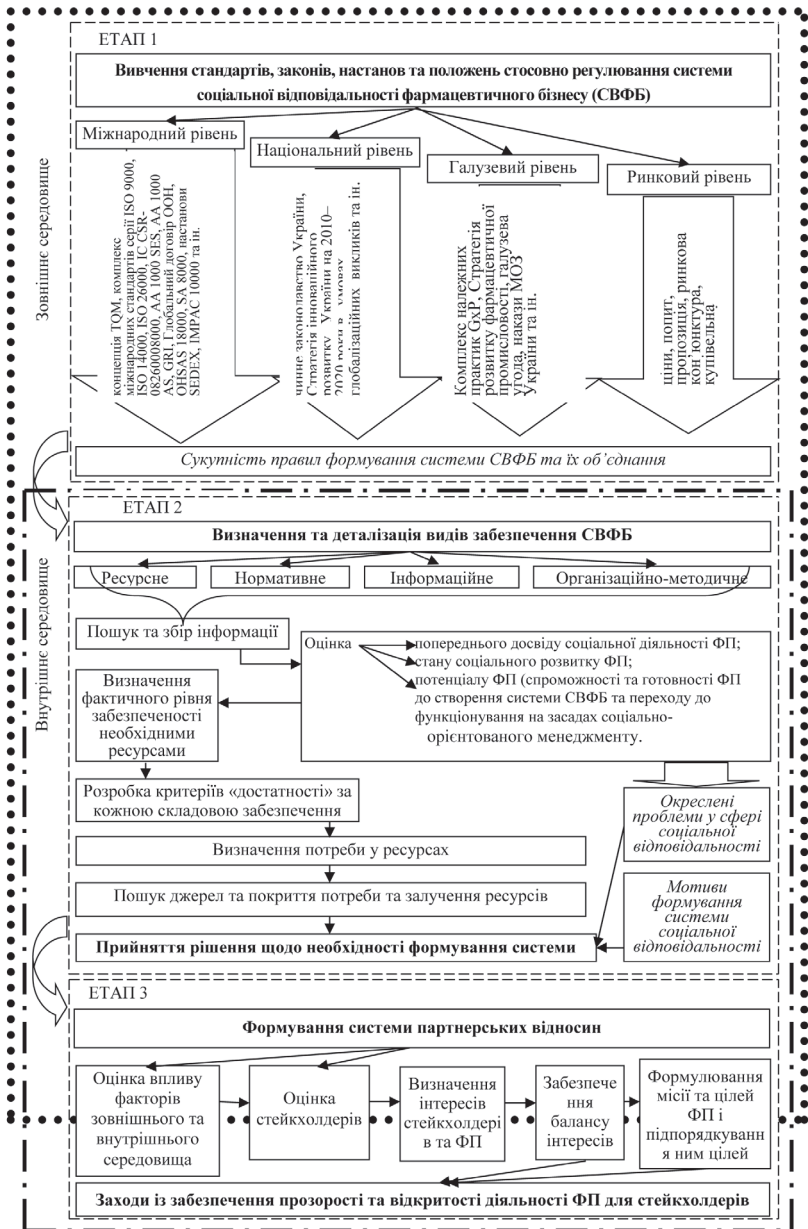 ЕТАП 1
Вивчення стандартів, законів, настанов та положень стосовно регулювання системи
соціальної відповідальності фармацевтичного бізнесу (СВФБ)
Зовнішнє середовище
Міжнародний рівень
Національний рівень
Галузевий рівень
Ринковий рівень
концепція TQM, комплекс
міжнародних стандартів серії ISO 9000,
ISO 14000, ISO 26000, IC CSR-
08260008000, AA 1000 SES, AA 1000
AS, GRI, Глобальний договір ООН,
OHSAS 18000, SA 8000, настанови
SEDEX, IMPAC 10000 та ин.
чинне законодавство України,
Стратегія інноваційного
розвитку України на 2010–
2020 роки в умовах
глобалізаційних викликів та ін.
Комплекс належних
практик GxP, Стратегія
розвитку фармацевтичної
промисловості, галузева
угода, накази МОЗ
України та ін.
ціни, попит,
пропозиція, ринкова
кон’юнктура,
купівельна
Сукупність правил формування системи СВФБ та їх об’єднання
ЕТАП 2
Визначення та деталізація видів забезпечення СВФБ
Внутрішнє середовище
Ресурсне
Нормативне
Інформаційне
Організаційно-методичне
Пошук та збір інформації
Оцінка
попереднього досвіду соціальної діяльності ФП;
стану соціального розвитку ФП;
потенціалу ФП (спроможності та готовності ФП
до створення системи СВФБ та переходу до
функціонування на засадах соціально-
орієнтованого менеджменту.
Визначення
фактичного рівня
забезпеченості
необхідними
ресурсами
Розробка критеріїв «достатності» за
кожною складовою забезпечення
Окреслені
проблеми у сфері
соціальної
відповідальності
Визначення потреби у ресурсах
Пошук джерел та покриття потреби та залучення ресурсів
Мотиви
формування
системи
соціальної
відповідальності
Прийняття рішення щодо необхідності формування системи
ЕТАП 3
Формування системи партнерських відносин
Оцінка впливу
факторів
зовнішнього та
внутрішнього
середовища
Оцінка
стейкхолдерів
Визначення
інтересів
стейкхолдері
в та ФП
Забезпече
ння
балансу
інтересів
Формулювання
місії та цілей
ФП і
підпорядкуванн
я ним цілей
Заходи із забезпечення прозорості та відкритості діяльності ФП для стейкхолдерів